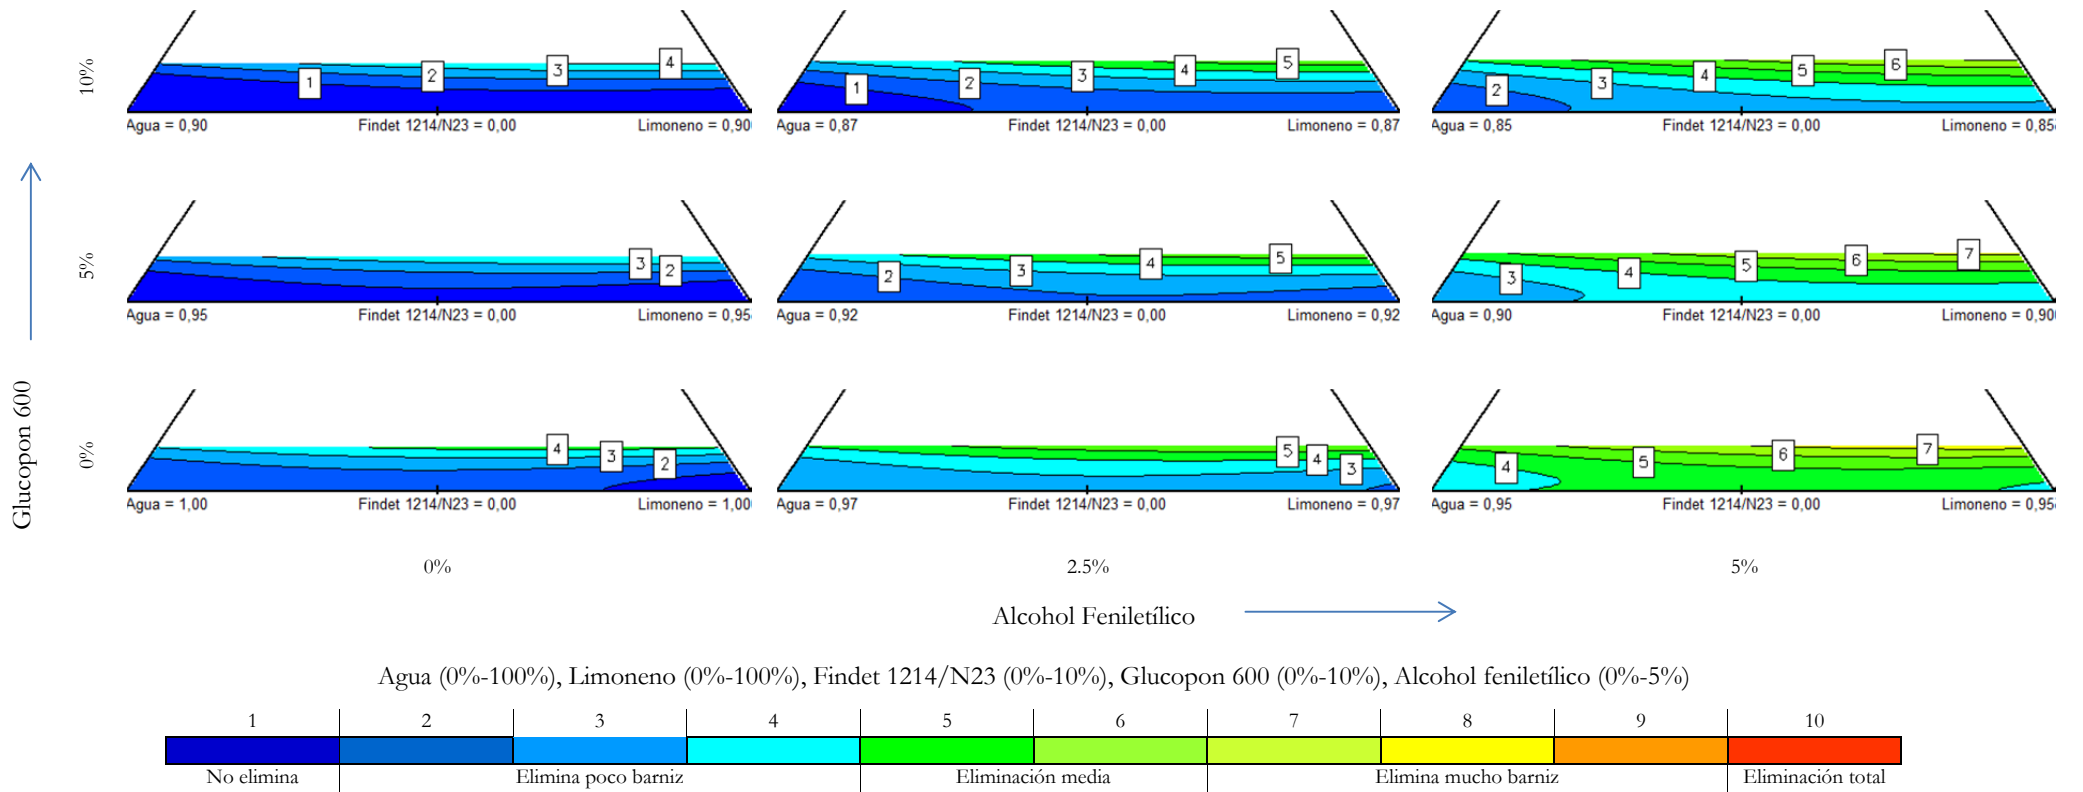 10%
1
2
3
4
Agua = 0,90
Findet 1214/N23 = 0,00
Limoneno = 0,90
1
2
3
4
5
Agua = 0,87
Findet 1214/N23 = 0,00
Limoneno = 0,87
2
3
4
5
6
Agua = 0,85
Findet 1214/N23 = 0,00
Limoneno = 0,85
5%
3
2
Agua = 0,95
Findet 1214/N23 = 0,00
Limoneno = 0,95
2
3
4
5
Agua = 0,92
Findet 1214/N23 = 0,00
Limoneno = 0,92
3
4
5
6
7
Agua = 0,90
Findet 1214/N23 = 0,00
Limoneno = 0,90
Glucopon 600
0%
4
3
2
Agua = 1,00
Findet 1214/N23 = 0,00
Limoneno = 1,00
5
4
3
Agua = 0,97
Findet 1214/N23 = 0,00
Limoneno = 0,97
4
5
6
7
Agua = 0,95
Findet 1214/N23 = 0,00
Limoneno = 0,95
0% 2.5% 5%
Alcohol Feniletílico
Agua (0%-100%), Limoneno (0%-100%), Findet 1214/N23 (0%-10%), Glucopon 600 (0%-10%), Alcohol feniletílico (0%-5%)
1 2 3 4 5 6 7 8 9 10
No elimina Elimina poco barniz Eliminación media Elimina mucho barniz Eliminación total